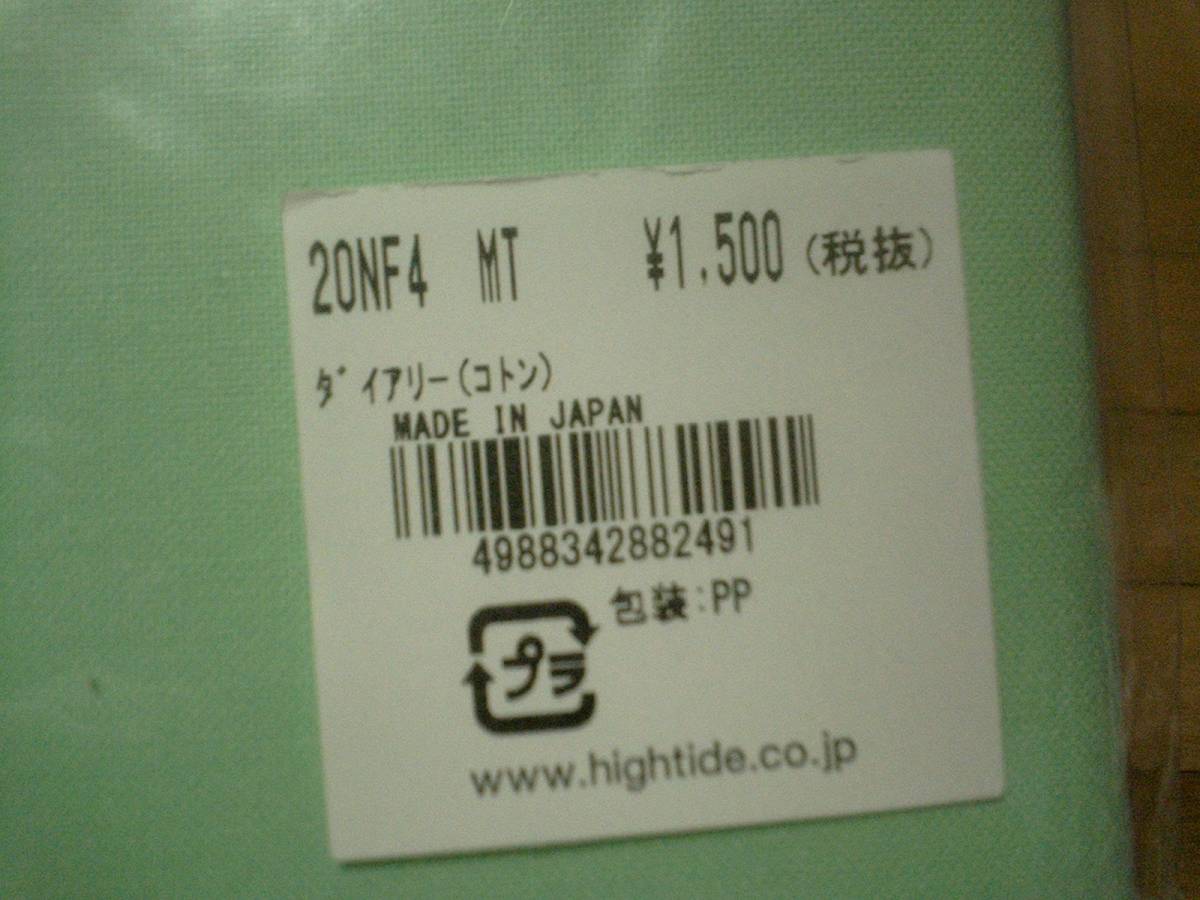 20NF4 MT ¥1,500 (税抜)
ダイアリー(コトン)
MADE IN JAPAN
4988342882491
包装:PP
プラ
www.hightide.co.jp